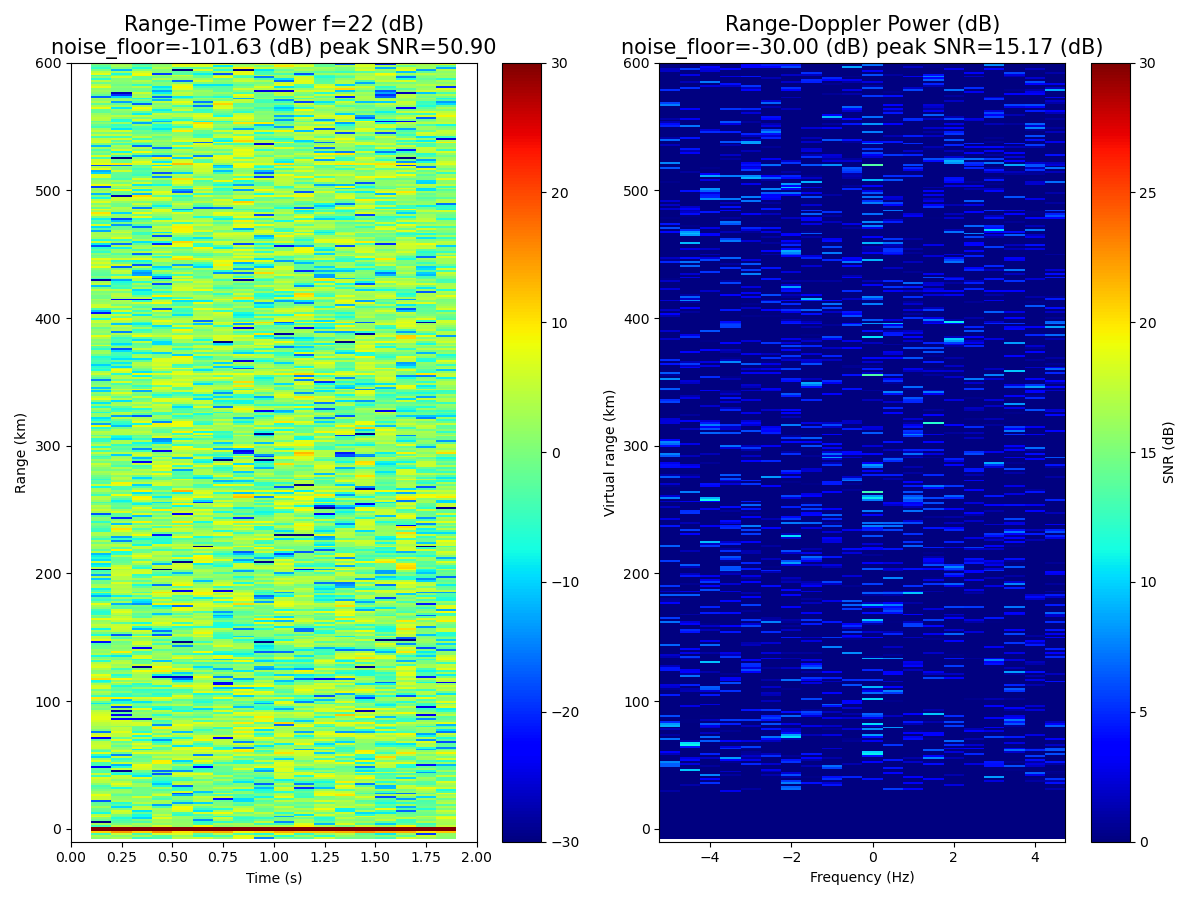 Range-Time Power f=22 (dB)
noise_floor=-101.63 (dB) peak SNR=50.90
Range (km)
600
500
400
300
200
100
0
0.00 0.25 0.50 0.75 1.00 1.25 1.50 1.75 2.00
Time (s)
30
20
10
0
−10
−20
−30
Range-Doppler Power (dB)
noise_floor=-30.00 (dB) peak SNR=15.17 (dB)
Virtual range (km)
600
500
400
300
200
100
0
−4 −2 0 2 4
Frequency (Hz)
30
25
20
15
10
5
0
SNR (dB)